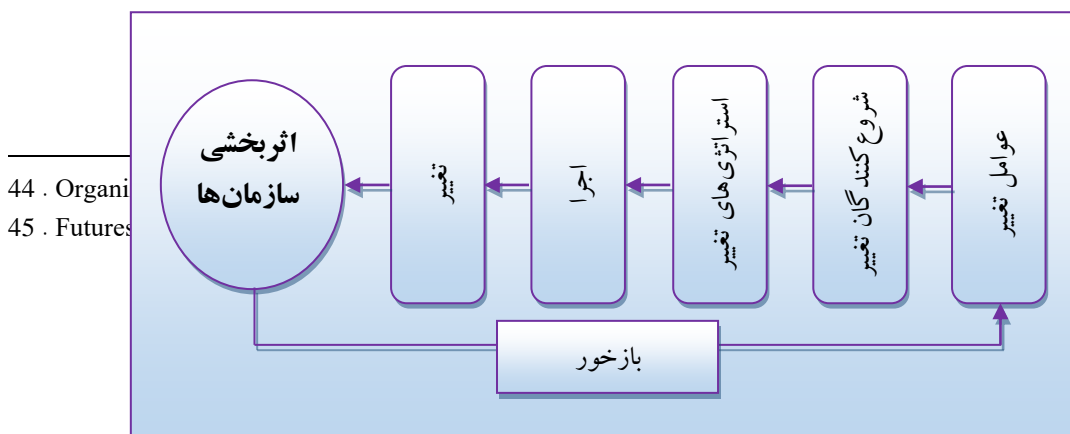 عوامل تغییر
شروع کنندگان تغییر
استراتژی‌های تغییر
اجرا
تغییر
اثربخشی
سازمان‌ها
بازخور
44 . Organi
45 . Futures